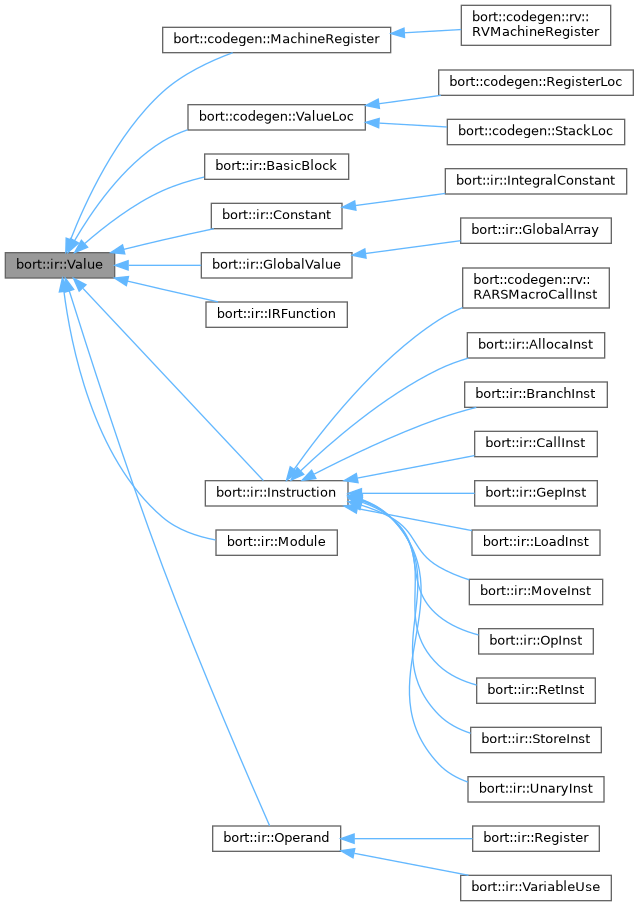 bort::ir::Value
bort::codegen::MachineRegister
bort::codegen::rv::
RVMachineRegister
bort::codegen::ValueLoc
bort::codegen::RegisterLoc
bort::codegen::StackLoc
bort::ir::BasicBlock
bort::ir::Constant
bort::ir::IntegralConstant
bort::ir::GlobalValue
bort::ir::GlobalArray
bort::ir::IRFunction
bort::ir::Instruction
bort::codegen::rv::
RARSMacroCallInst
bort::ir::AllocaInst
bort::ir::BranchInst
bort::ir::CallInst
bort::ir::GepInst
bort::ir::LoadInst
bort::ir::MoveInst
bort::ir::OpInst
bort::ir::RetInst
bort::ir::StoreInst
bort::ir::UnaryInst
bort::ir::Module
bort::ir::Operand
bort::ir::Register
bort::ir::VariableUse